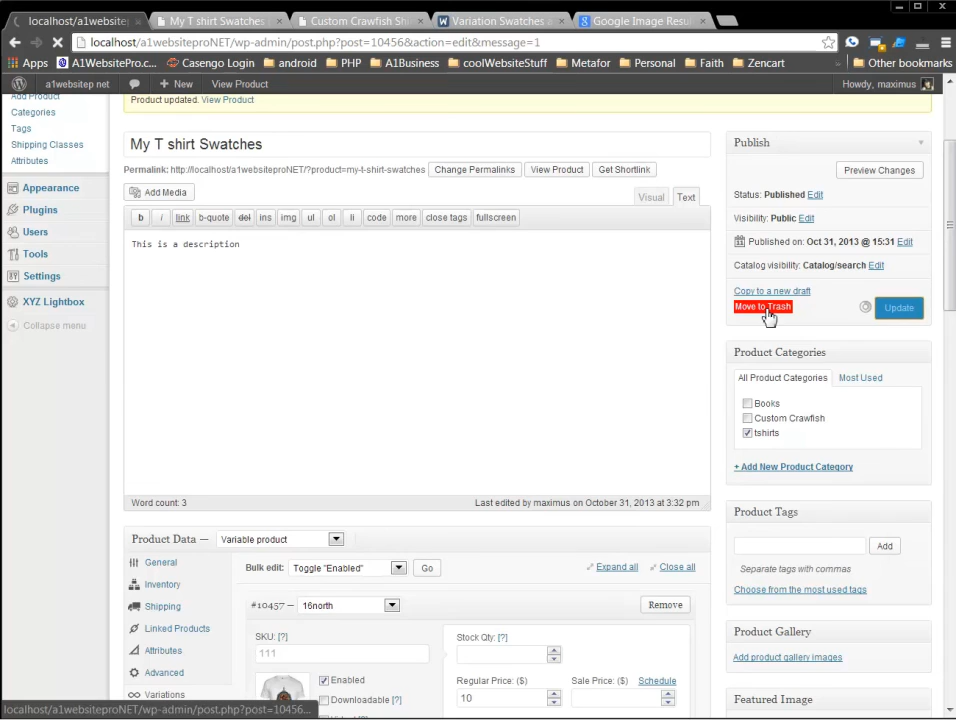 localhost/a1websitepro
My T shirt Swatches
Custom Crawfish Shi
Variation Swatches a
Google Image Resul
localhost/a1websiteproNET/wp-admin/post.php?post=10456&action=edit&message=1
Apps A1WebsitePro.c... Casengo Login android PHP A1Business coolWebsiteStuff Metafor Personal Faith Zencart Other bookmarks
a1websitep net + New View Product Howdy, maximus
Add Product
Categories
Tags
Shipping Classes
Attributes
Appearance
Plugins
Users
Tools
Settings
XYZ Lightbox
Collapse menu
Product updated. View Product
My T shirt Swatches
Permalink: http://localhost/a1websiteproNET/?product=my-t-shirt-swatches Change Permalinks View Product Get Shortlink
Add Media
Visual Text
b i link b-quote del ins img ul ol li code more close tags fullscreen
This is a description
Word count: 3 Last edited by maximus on October 31, 2013 at 3:32 pm
Product Data — Variable product
General
Inventory
Shipping
Linked Products
Attributes
Advanced
Variations
Bulk edit: Toggle "Enabled" Go Expand all Close all
#10457 — 16north Remove
SKU: [?]
111
Stock Qty: [?]
Enabled
Downloadable [?]
Regular Price: ($) Sale Price: ($) Schedule
10
Publish
Preview Changes
Status: Published Edit
Visibility: Public Edit
Published on: Oct 31, 2013 @ 15:31 Edit
Catalog visibility: Catalog/search Edit
Copy to a new draft
Move to Trash Update
Product Categories
All Product Categories Most Used
Books
Custom Crawfish
tshirts
+ Add New Product Category
Product Tags
Add
Separate tags with commas
Choose from the most used tags
Product Gallery
Add product gallery images
Featured Image
localhost/a1websiteproNET/wp-admin/post.php?post=10456...